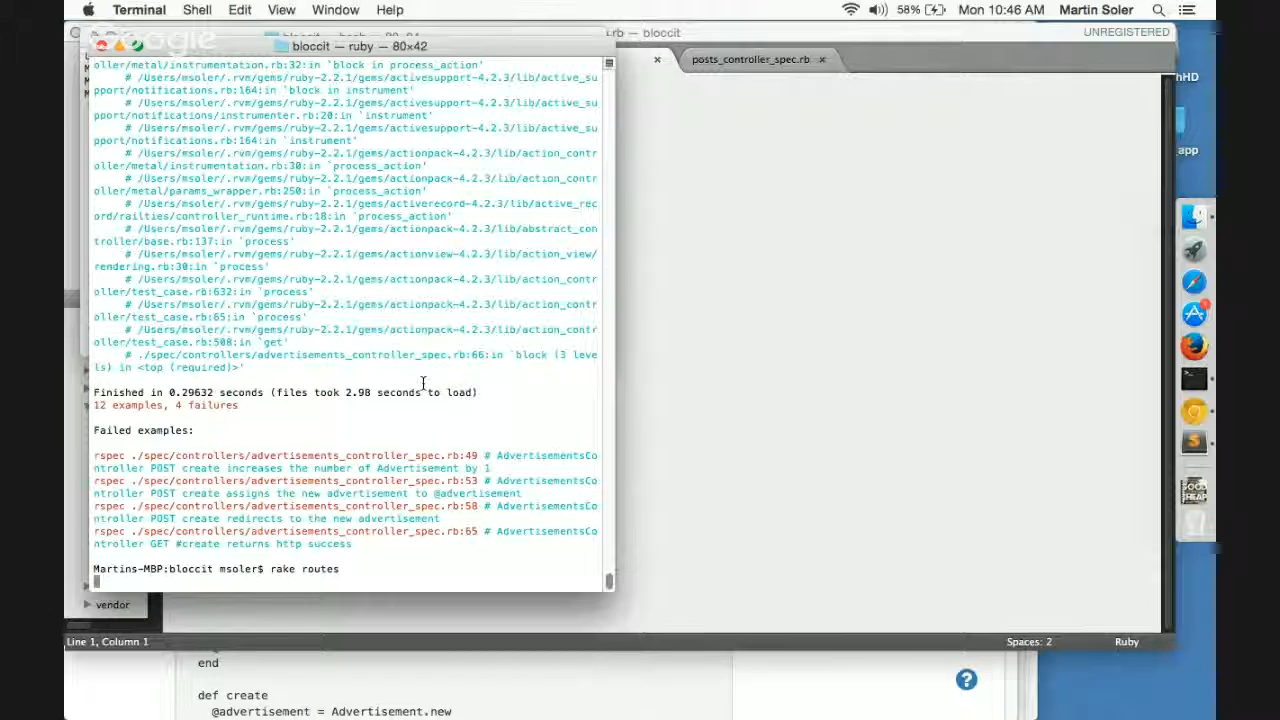 Terminal Shell Edit View Window Help 58% Mon 10:46 AM Martin Soler
Google
rb — bloccit UNREGISTERED
bloccit — ruby — 80×42
posts_controller_spec.rb
oller/metal/instrumentation.rb:32:in `block in process_action'
# /Users/msoler/.rvm/gems/ruby-2.2.1/gems/activesupport-4.2.3/lib/active_su
pport/notifications.rb:164:in `block in instrument'
# /Users/msoler/.rvm/gems/ruby-2.2.1/gems/activesupport-4.2.3/lib/active_su
pport/notifications/instrumenter.rb:20:in `instrument'
# /Users/msoler/.rvm/gems/ruby-2.2.1/gems/activesupport-4.2.3/lib/active_su
pport/notifications.rb:164:in `instrument'
# /Users/msoler/.rvm/gems/ruby-2.2.1/gems/actionpack-4.2.3/lib/action_contr
oller/metal/instrumentation.rb:30:in `process_action'
# /Users/msoler/.rvm/gems/ruby-2.2.1/gems/actionpack-4.2.3/lib/action_contr
oller/metal/params_wrapper.rb:250:in `process_action'
# /Users/msoler/.rvm/gems/ruby-2.2.1/gems/activerecord-4.2.3/lib/active_rec
ord/railties/controller_runtime.rb:18:in `process_action'
# /Users/msoler/.rvm/gems/ruby-2.2.1/gems/actionpack-4.2.3/lib/abstract_con
troller/base.rb:137:in `process'
# /Users/msoler/.rvm/gems/ruby-2.2.1/gems/actionview-4.2.3/lib/action_view/
rendering.rb:30:in `process'
# /Users/msoler/.rvm/gems/ruby-2.2.1/gems/actionpack-4.2.3/lib/action_contr
oller/test_case.rb:632:in `process'
# /Users/msoler/.rvm/gems/ruby-2.2.1/gems/actionpack-4.2.3/lib/action_contr
oller/test_case.rb:65:in `process'
# /Users/msoler/.rvm/gems/ruby-2.2.1/gems/actionpack-4.2.3/lib/action_contr
oller/test_case.rb:508:in `get'
# ./spec/controllers/advertisements_controller_spec.rb:66:in `block (3 leve
ls) in <top (required)>'
Finished in 0.29632 seconds (files took 2.98 seconds to load)
12 examples, 4 failures
Failed examples:
rspec ./spec/controllers/advertisements_controller_spec.rb:49 # AdvertisementsCo
ntroller POST create increases the number of Advertisement by 1
rspec ./spec/controllers/advertisements_controller_spec.rb:53 # AdvertisementsCo
ntroller POST create assigns the new advertisement to @advertisement
rspec ./spec/controllers/advertisements_controller_spec.rb:58 # AdvertisementsCo
ntroller POST create redirects to the new advertisement
rspec ./spec/controllers/advertisements_controller_spec.rb:65 # AdvertisementsCo
ntroller GET #create returns http success
Martins-MBP:bloccit msoler$ rake routes
vendor
Line 1, Column 1 Spaces: 2 Ruby
end
def create
@advertisement = Advertisement.new
hHD
_app